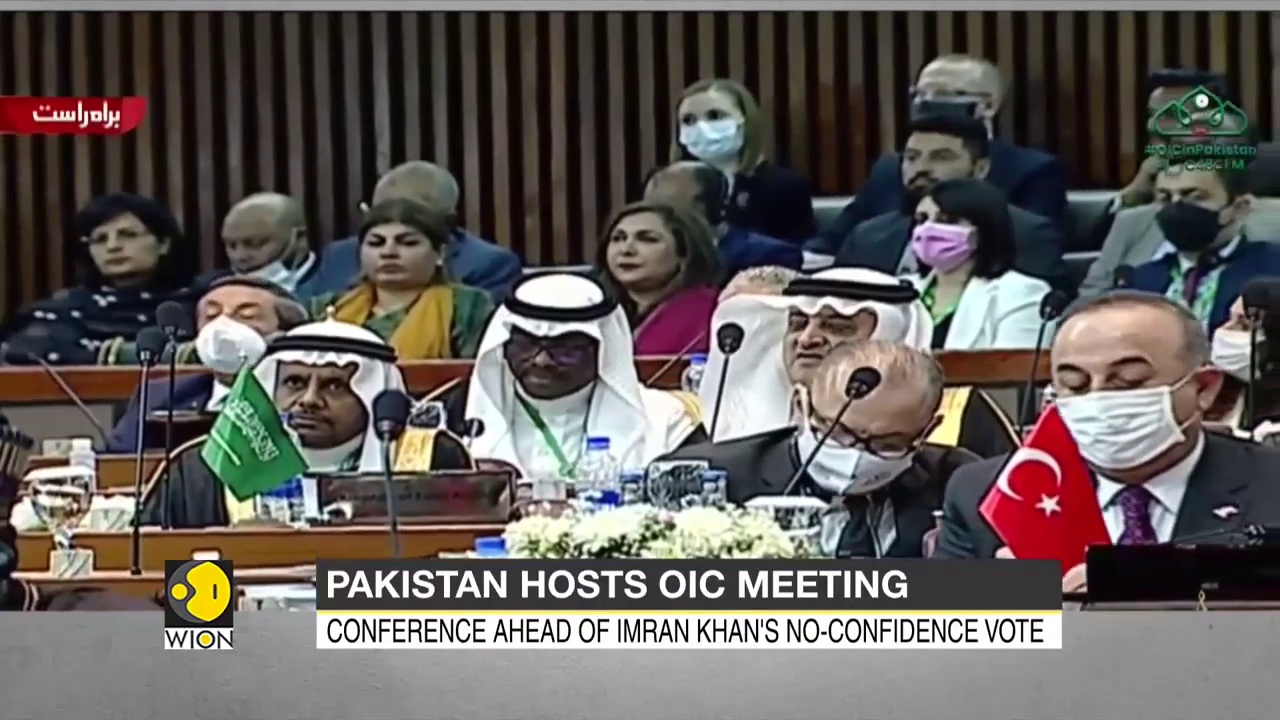 براہ راست
#OICinPakistan
PAKISTAN HOSTS OIC MEETING
CONFERENCE AHEAD OF IMRAN KHAN'S NO-CONFIDENCE VOTE
WION